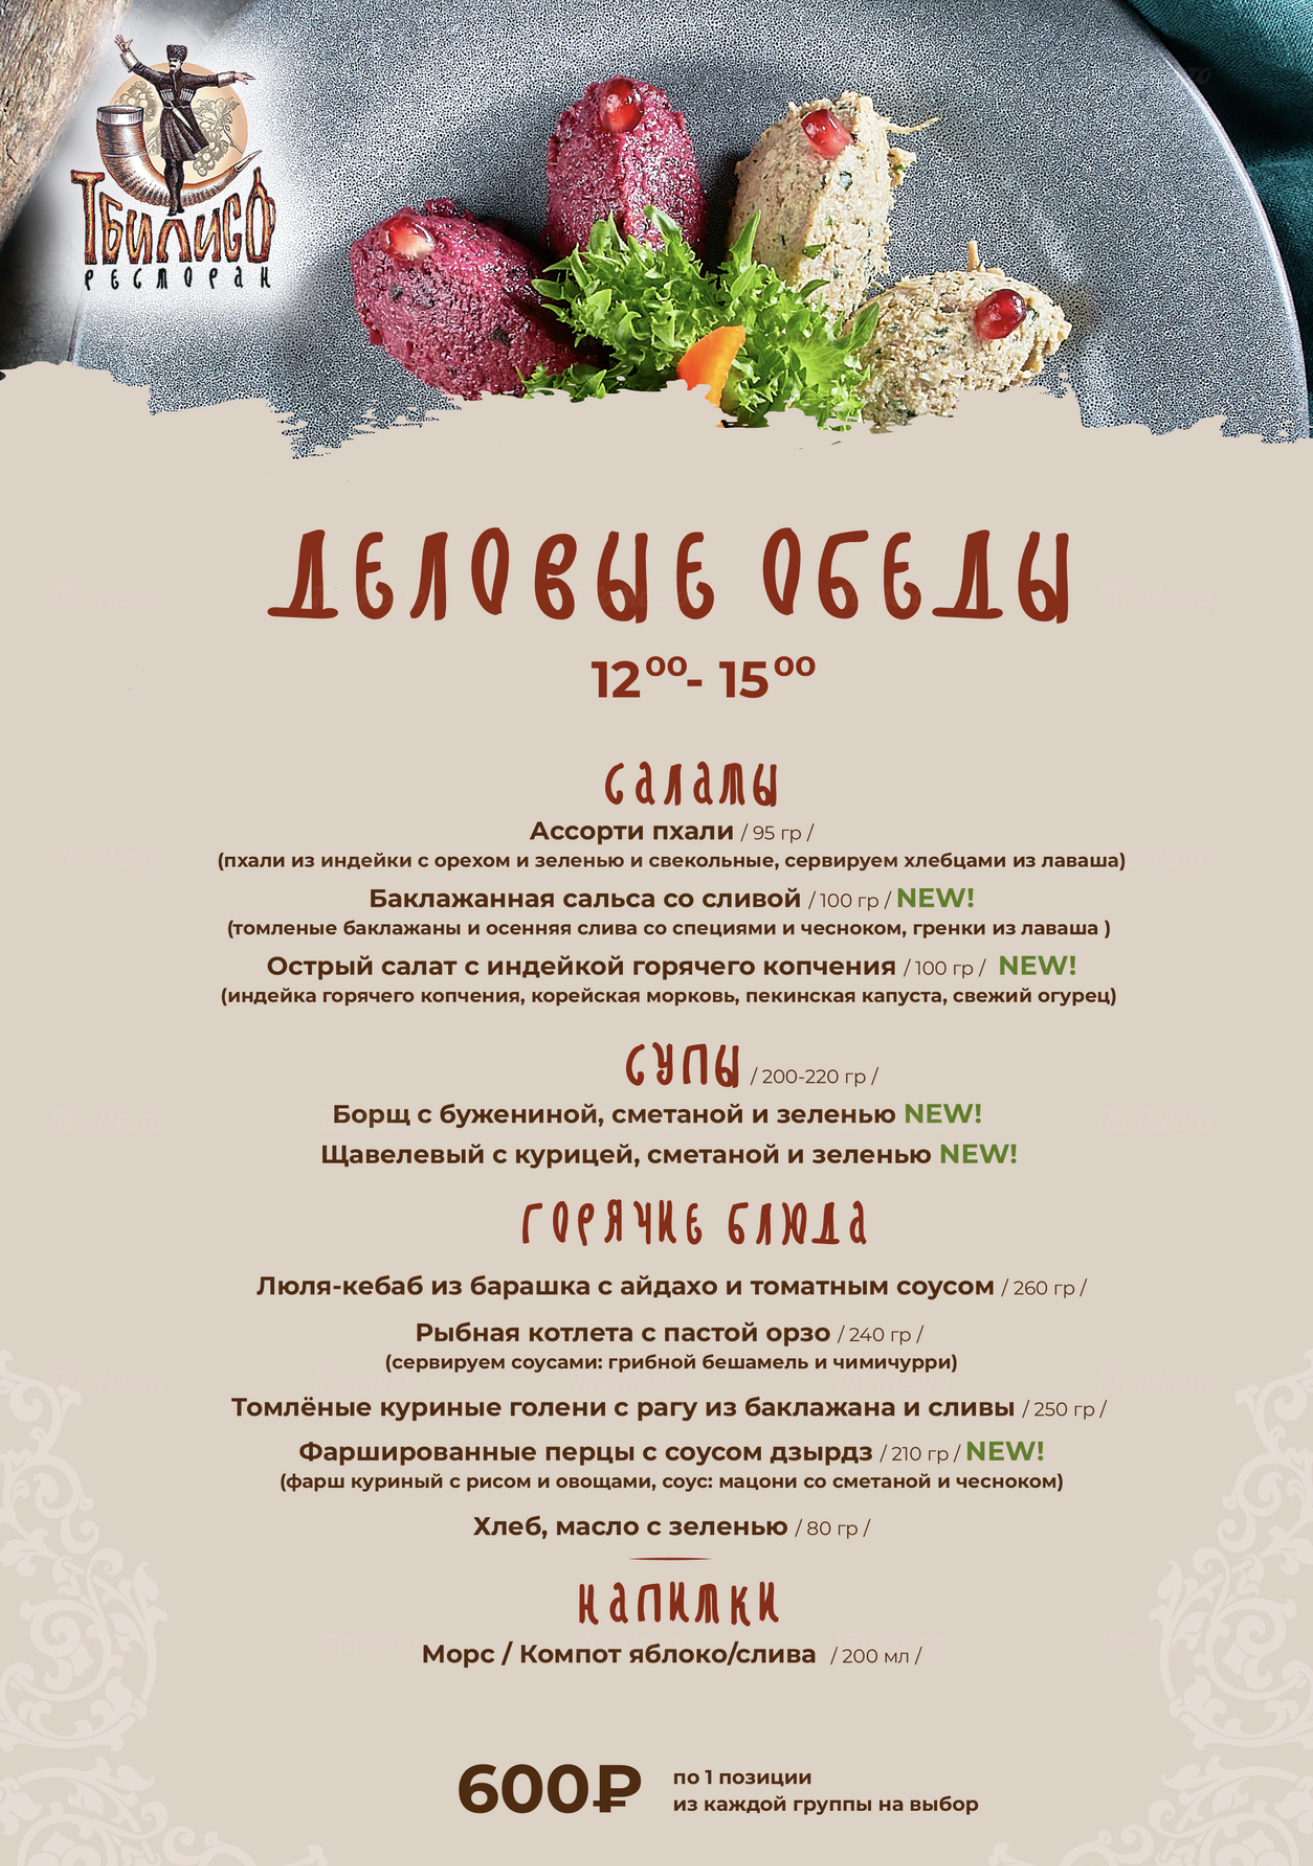 Тбилисо
ресторан
ДЕЛОВЫЕ ОБЕДЫ
12⁰⁰- 15⁰⁰
Салаты
Ассорти пхали / 95 гр /
(пхали из индейки с орехом и зеленью и свекольные, сервируем хлебцами из лаваша)
Баклажанная сальса со сливой / 100 гр / NEW!
(томленые баклажаны и осенняя слива со специями и чесноком, гренки из лаваша )
Острый салат с индейкой горячего копчения / 100 гр / NEW!
(индейка горячего копчения, корейская морковь, пекинская капуста, свежий огурец)
Супы / 200-220 гр /
Борщ с бужениной, сметаной и зеленью NEW!
Щавелевый с курицей, сметаной и зеленью NEW!
Горячие блюда
Люля-кебаб из барашка с айдахо и томатным соусом / 260 гр /
Рыбная котлета с пастой орзо / 240 гр /
(сервируем соусами: грибной бешамель и чимичурри)
Томлёные куриные голени с рагу из баклажана и сливы / 250 гр /
Фаршированные перцы с соусом дзырдз / 210 гр / NEW!
(фарш куриный с рисом и овощами, соус: мацони со сметаной и чесноком)
Хлеб, масло с зеленью / 80 гр /
Напитки
Морс / Компот яблоко/слива / 200 мл /
600₽
по 1 позиции
из каждой группы на выбор